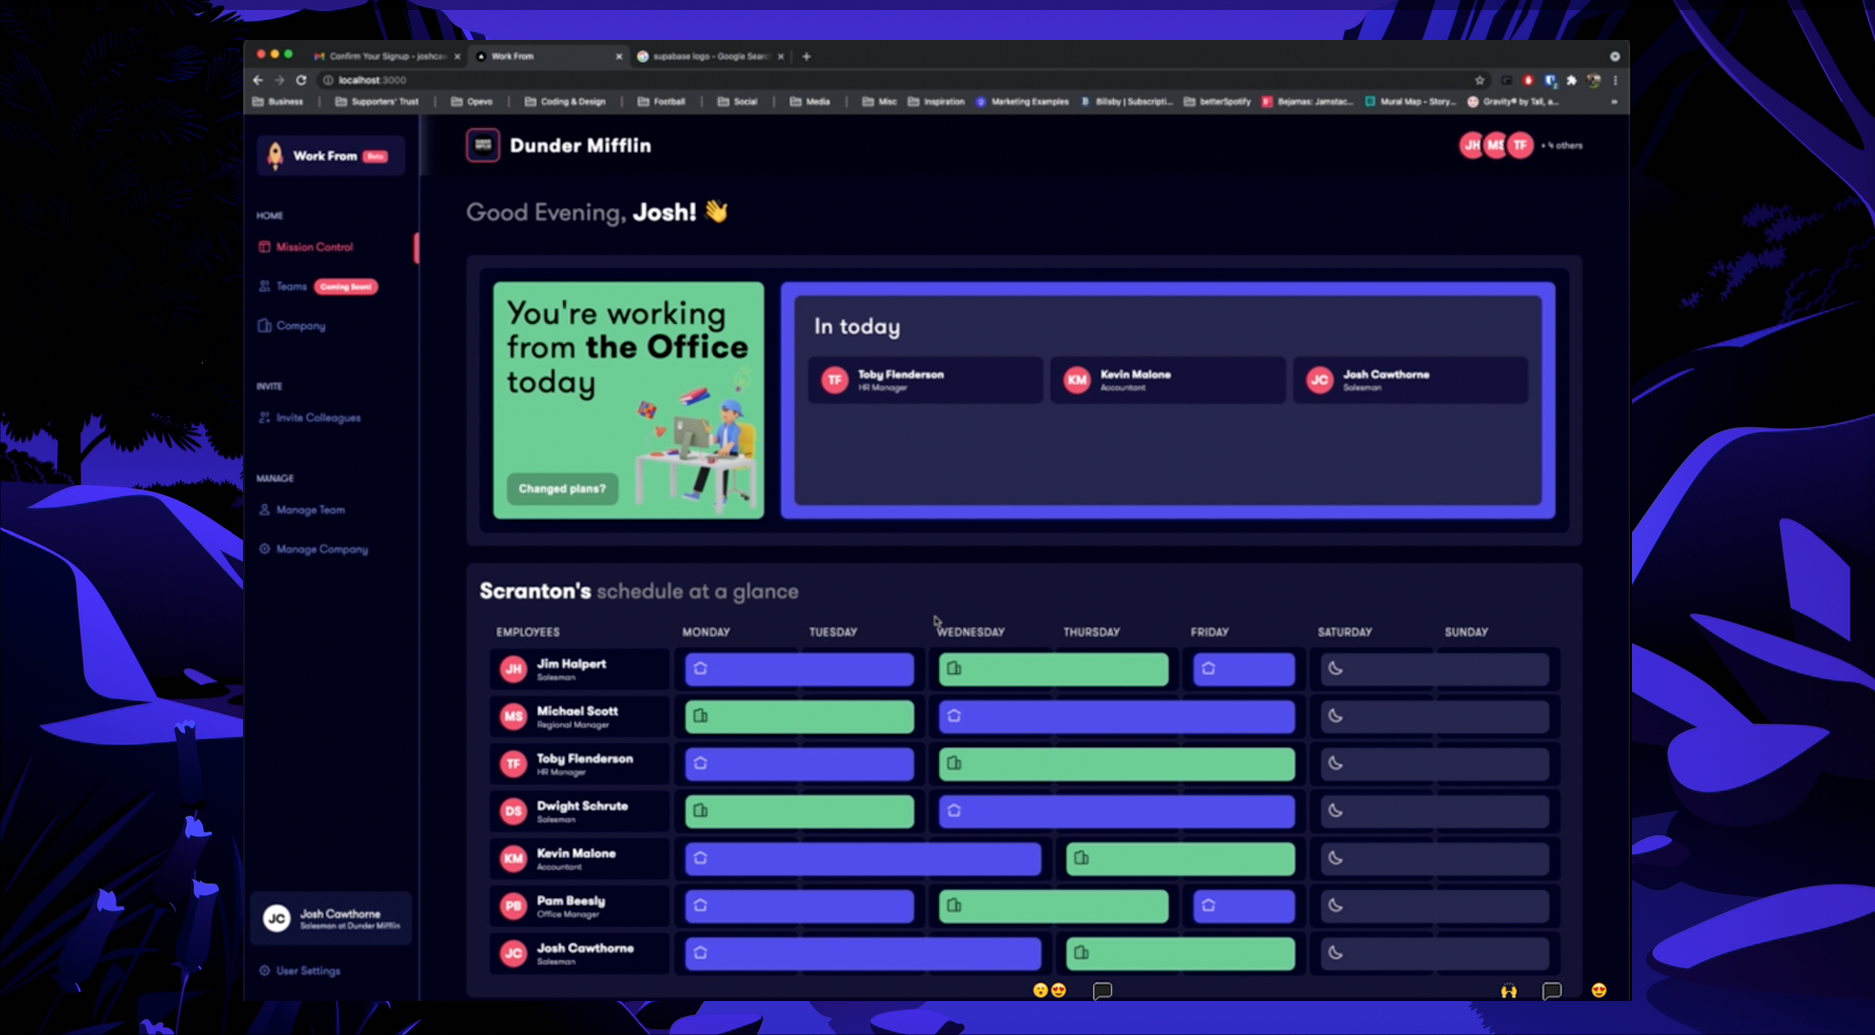 Confirm Your Signup - joshcaw
Work From
supabase logo - Google Searc
localhost:3000
Business
Supporters' Trust
Opevo
Coding & Design
Football
Social
Media
Misc
Inspiration
Marketing Examples
Billsby | Subscripti...
betterSpotify
Bejamas: Jamstac...
Mural Map - Story...
Gravity® by Tall, a...
»
Work From Beta
Dunder Mifflin
JH MS TF + 4 others
HOME
Mission Control
Teams Coming Soon!
Company
INVITE
Invite Colleagues
MANAGE
Manage Team
Manage Company
Good Evening, Josh! 👋
You're working
from the Office
today
Changed plans?
In today
TF Toby Flenderson
HR Manager
KM Kevin Malone
Accountant
JC Josh Cawthorne
Salesman
Scranton's schedule at a glance
EMPLOYEES MONDAY TUESDAY WEDNESDAY THURSDAY FRIDAY SATURDAY SUNDAY
JH Jim Halpert
Salesman
MS Michael Scott
Regional Manager
TF Toby Flenderson
HR Manager
DS Dwight Schrute
Salesman
KM Kevin Malone
Accountant
PB Pam Beesly
Office Manager
JC Josh Cawthorne
Salesman
JC Josh Cawthorne
Salesman at Dunder Mifflin
User Settings